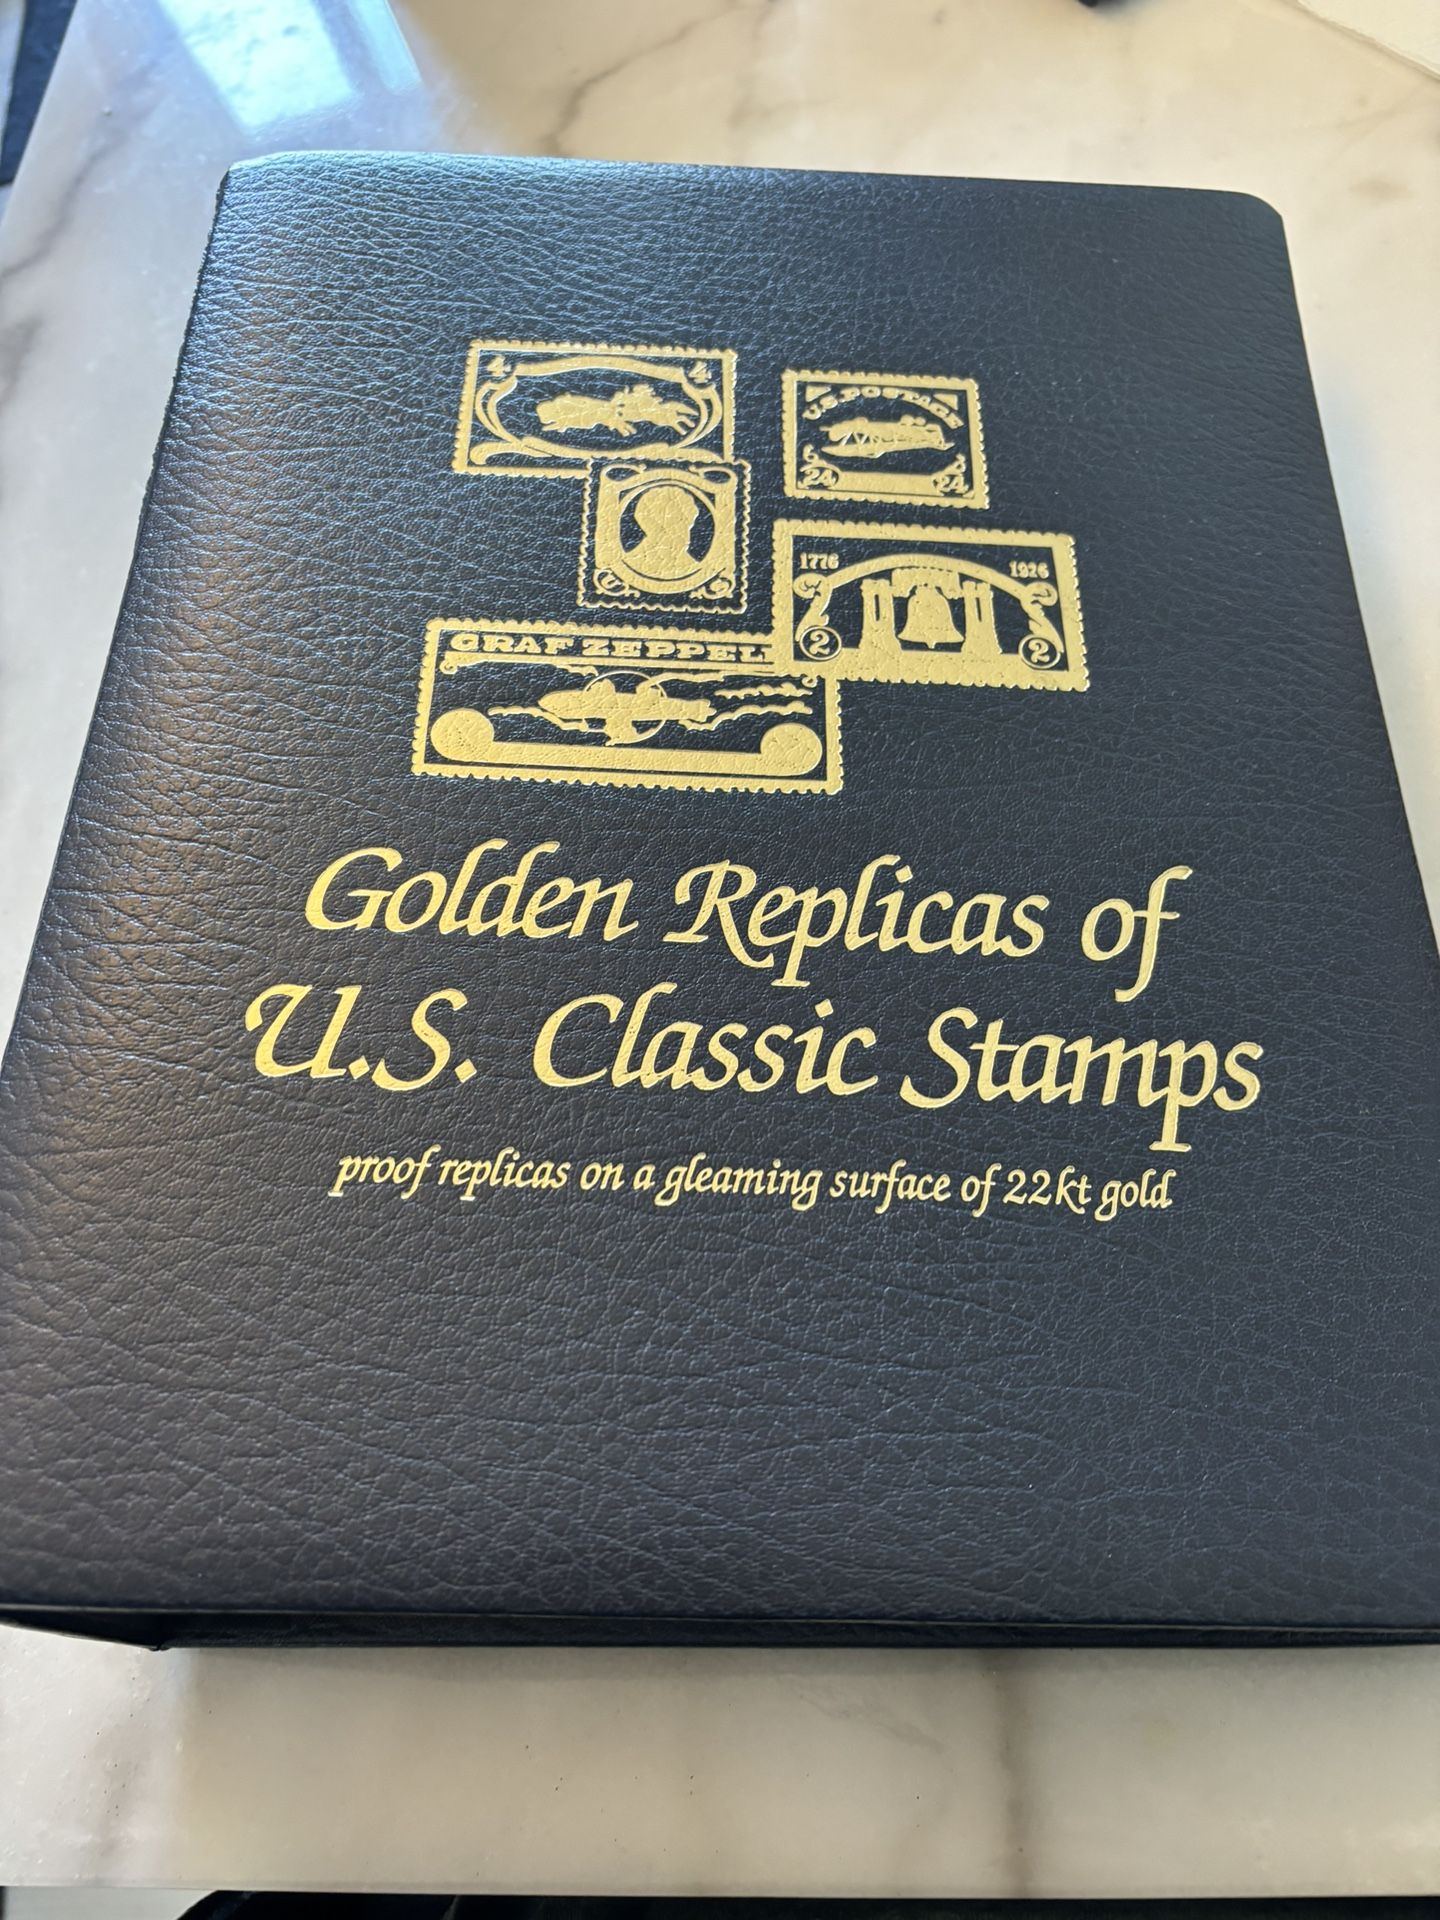 4 4
U.S. POSTAGE
24 24
1776 1926
2 2
GRAF ZEPPELI
Golden Replicas of
U.S. Classic Stamps
proof replicas on a gleaming surface of 22kt gold